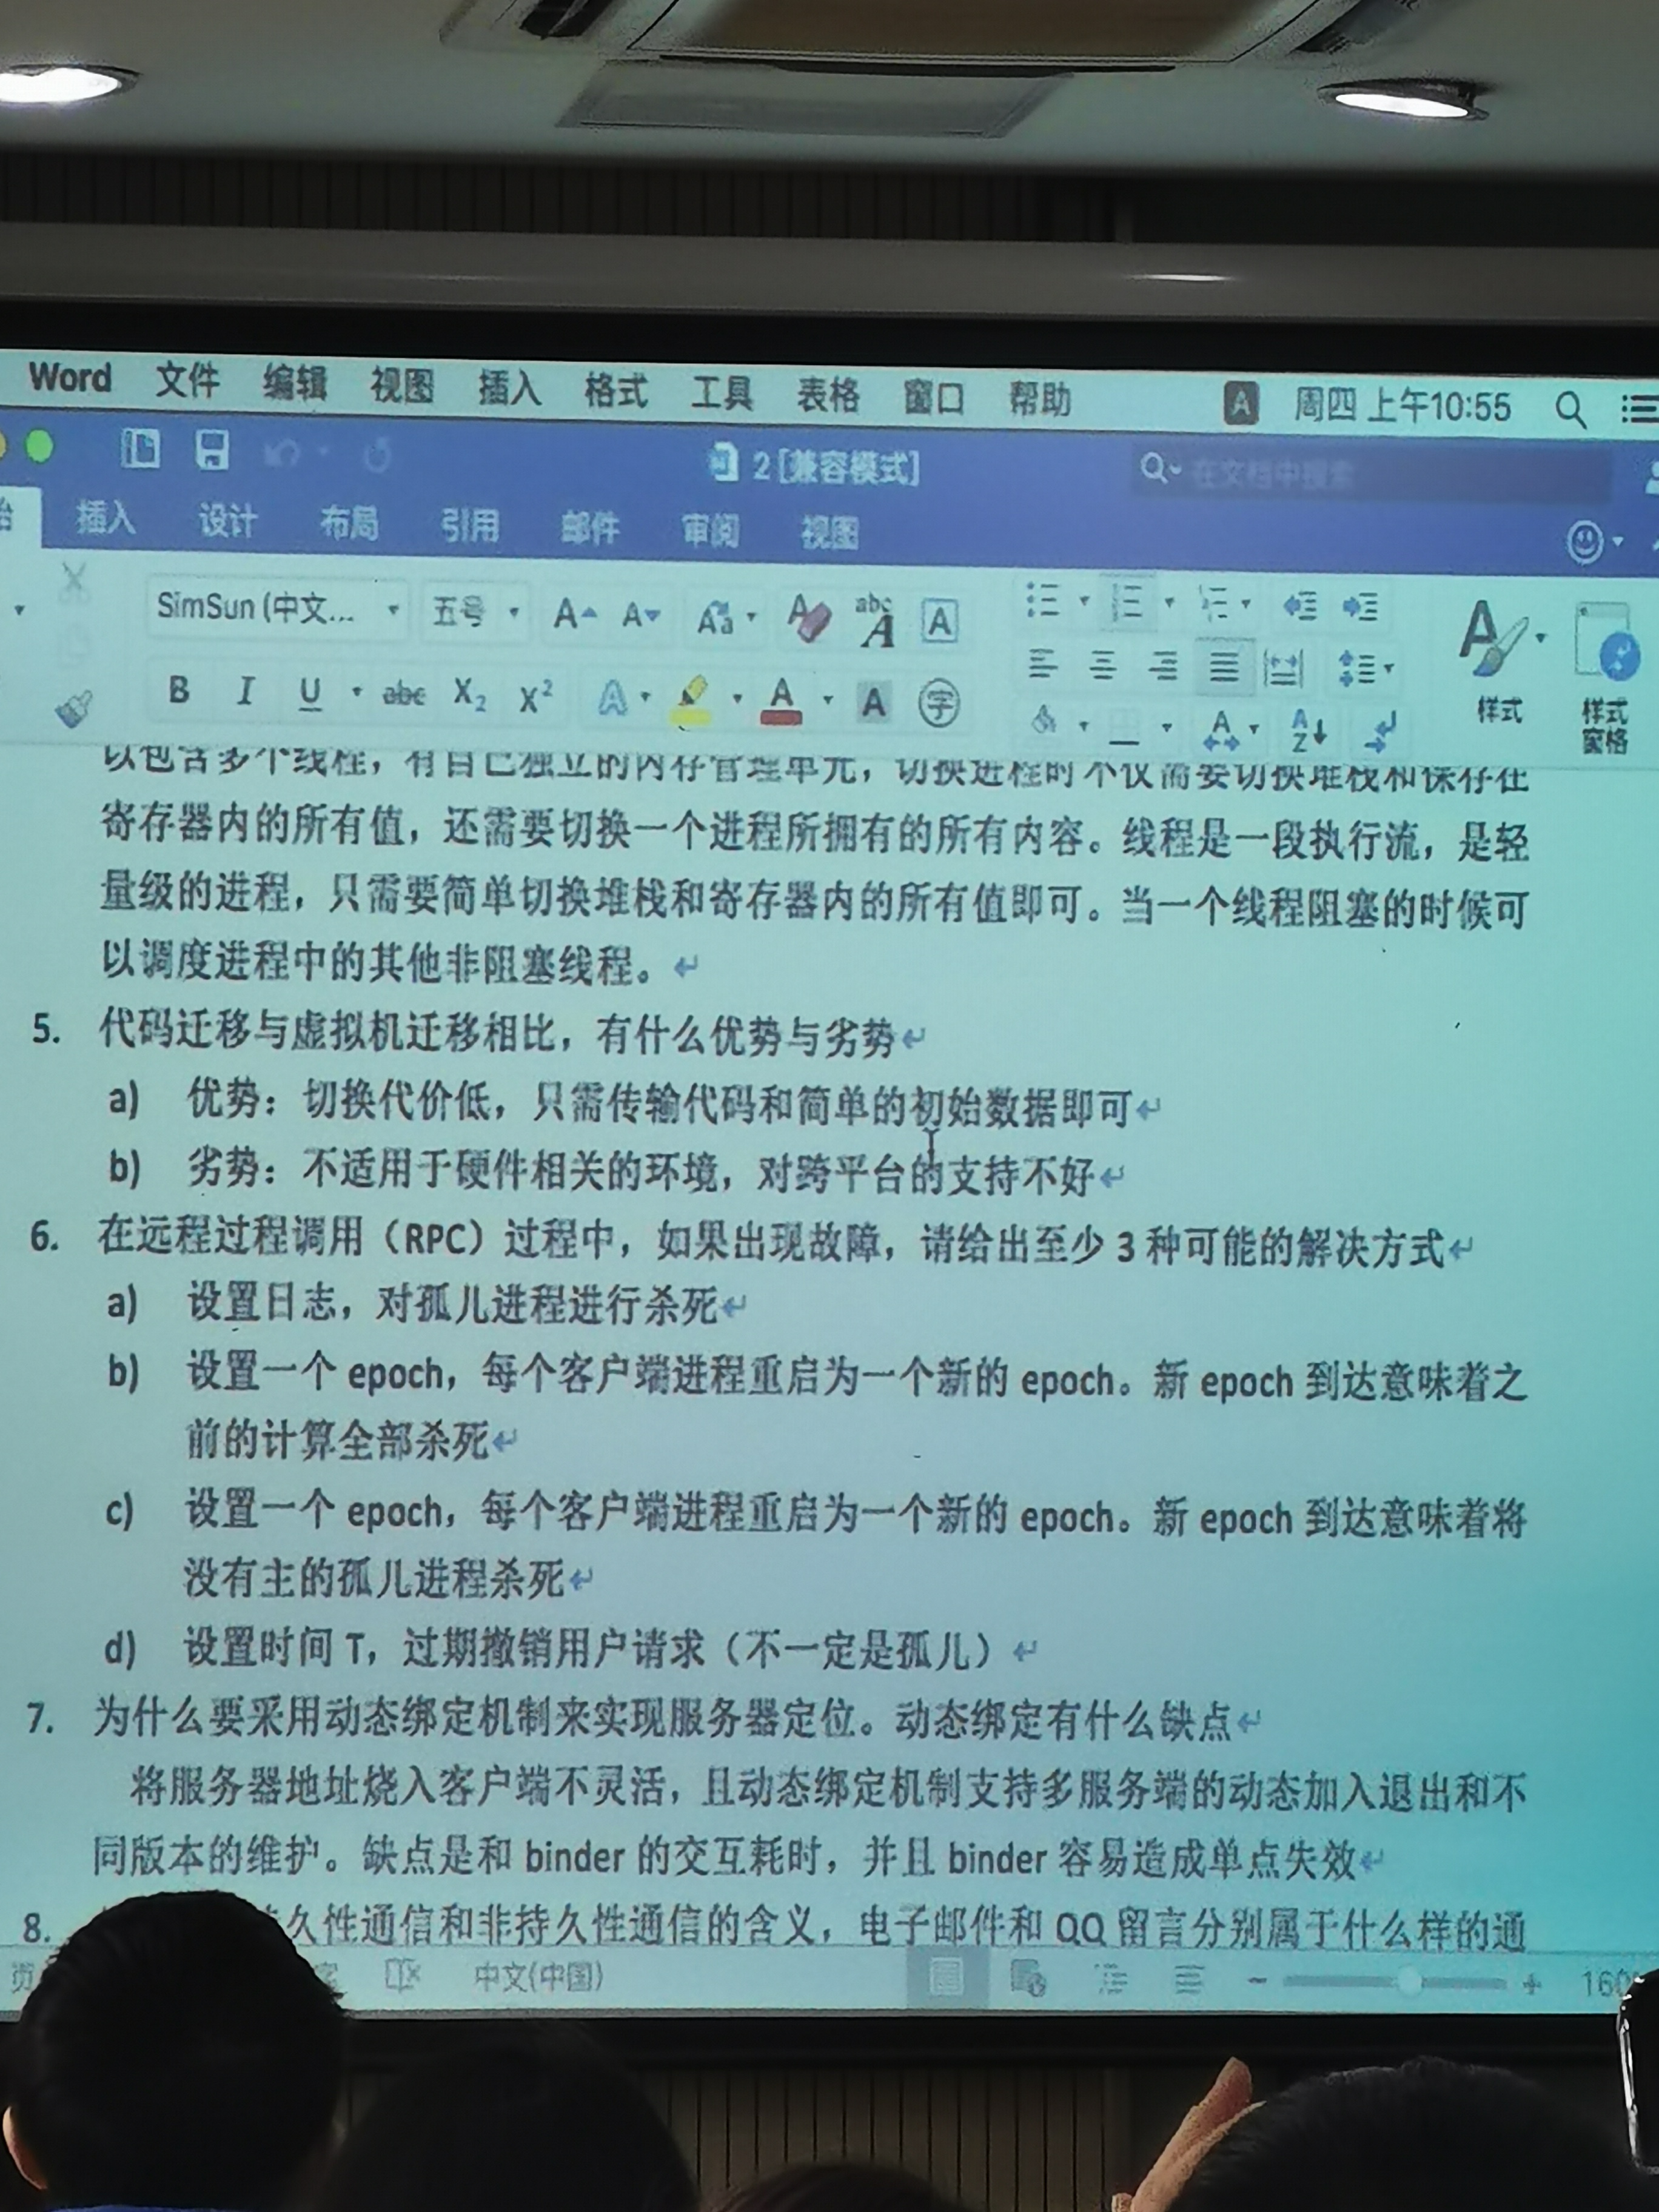 Word 文件 编辑 视图 插入 格式 工具 表格 窗口 帮助 A 周四 上午10:55
2 [兼容模式] 在文档中搜索
始 插入 设计 布局 引用 邮件 审阅 视图
SimSun (中文... 五号 A A Aa A abc A A
B I U abc X₂ X² A A A 字
样式 样式窗格
以包含多个线程，有自己独立的内存管理单元，切换进程时不仅需要切换堆栈和保存在
寄存器内的所有值，还需要切换一个进程所拥有的所有内容。线程是一段执行流，是轻
量级的进程，只需要简单切换堆栈和寄存器内的所有值即可。当一个线程阻塞的时候可
以调度进程中的其他非阻塞线程。
5. 代码迁移与虚拟机迁移相比，有什么优势与劣势
a) 优势：切换代价低，只需传输代码和简单的初始数据即可
b) 劣势：不适用于硬件相关的环境，对跨平台的支持不好
6. 在远程过程调用（RPC）过程中，如果出现故障，请给出至少 3 种可能的解决方式
a) 设置日志，对孤儿进程进行杀死
b) 设置一个 epoch，每个客户端进程重启为一个新的 epoch。新 epoch 到达意味着之
前的计算全部杀死
c) 设置一个 epoch，每个客户端进程重启为一个新的 epoch。新 epoch 到达意味着将
没有主的孤儿进程杀死
d) 设置时间 T，过期撤销用户请求（不一定是孤儿）
7. 为什么要采用动态绑定机制来实现服务器定位。动态绑定有什么缺点
将服务器地址烧入客户端不灵活，且动态绑定机制支持多服务端的动态加入退出和不
同版本的维护。缺点是和 binder 的交互耗时，并且 binder 容易造成单点失效
8. 久性通信和非持久性通信的含义，电子邮件和 QQ 留言分别属于什么样的通
页 字 中文(中国) 160